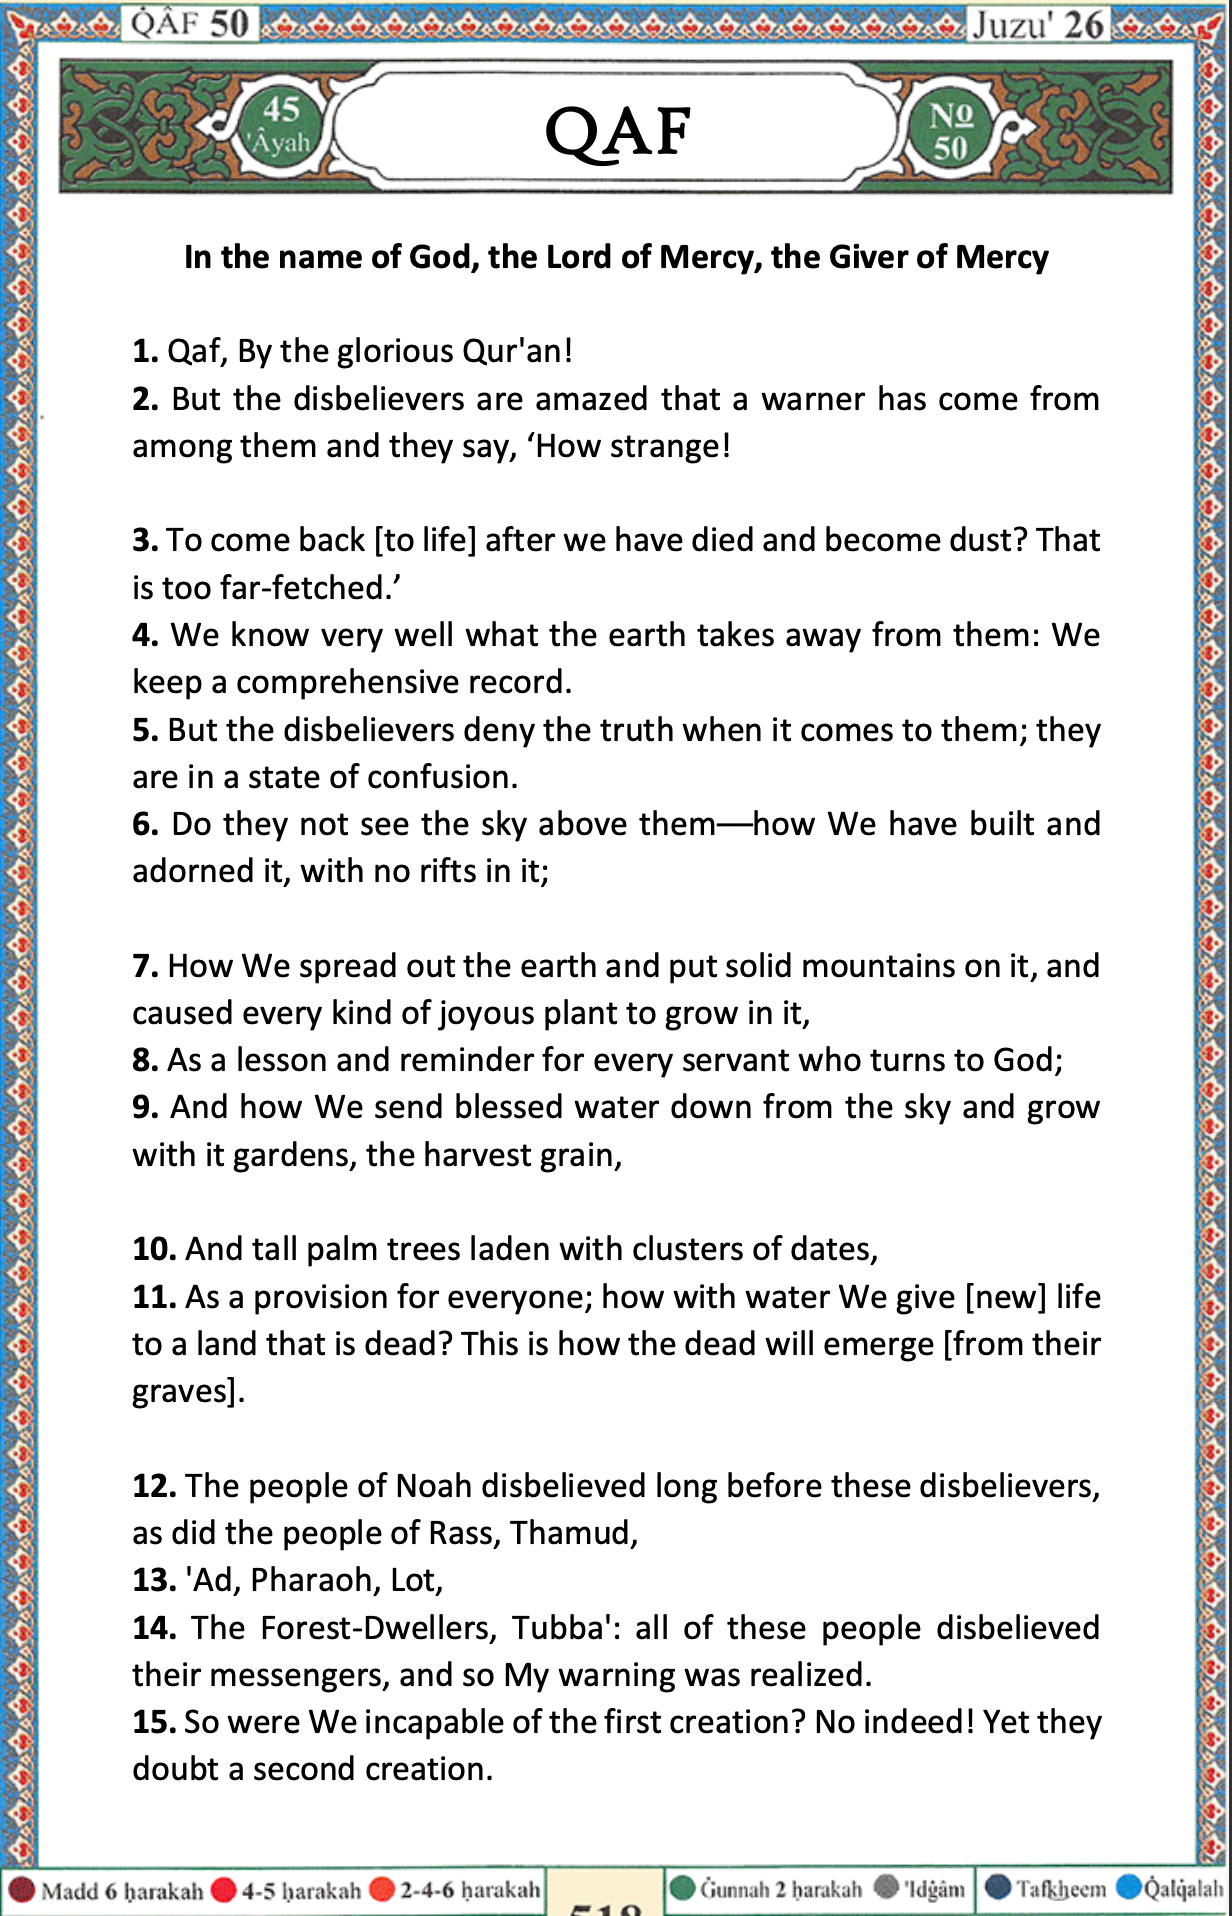 QÂF 50
Juzu' 26
45
'Âyah
QAF
No
50
In the name of God, the Lord of Mercy, the Giver of Mercy
1. Qaf, By the glorious Qur'an!
2. But the disbelievers are amazed that a warner has come from
among them and they say, ‘How strange!
3. To come back [to life] after we have died and become dust? That
is too far-fetched.’
4. We know very well what the earth takes away from them: We
keep a comprehensive record.
5. But the disbelievers deny the truth when it comes to them; they
are in a state of confusion.
6. Do they not see the sky above them—how We have built and
adorned it, with no rifts in it;
7. How We spread out the earth and put solid mountains on it, and
caused every kind of joyous plant to grow in it,
8. As a lesson and reminder for every servant who turns to God;
9. And how We send blessed water down from the sky and grow
with it gardens, the harvest grain,
10. And tall palm trees laden with clusters of dates,
11. As a provision for everyone; how with water We give [new] life
to a land that is dead? This is how the dead will emerge [from their
graves].
12. The people of Noah disbelieved long before these disbelievers,
as did the people of Rass, Thamud,
13. 'Ad, Pharaoh, Lot,
14. The Forest-Dwellers, Tubba': all of these people disbelieved
their messengers, and so My warning was realized.
15. So were We incapable of the first creation? No indeed! Yet they
doubt a second creation.
Madd 6 ḥarakah 4-5 ḥarakah 2-4-6 ḥarakah
518
Ġunnah 2 ḥarakah 'Idġâm Tafkheem Q̇alq̇alah